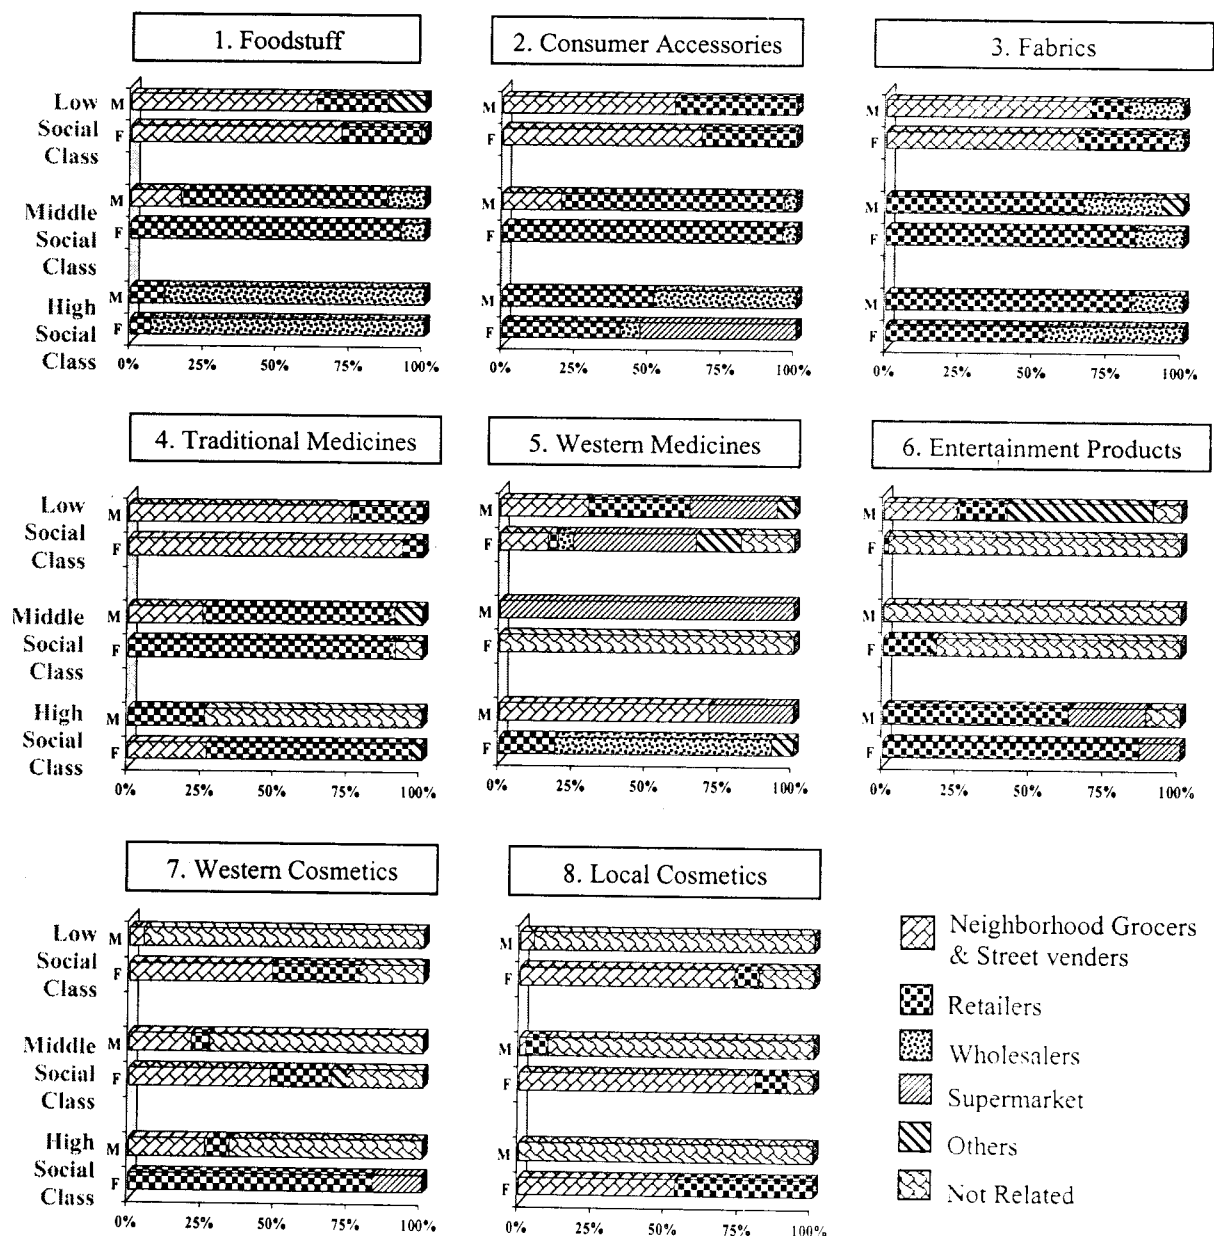 1. Foodstuff
2. Consumer Accessories
3. Fabrics
Low
Social
Class
M
F
Middle
Social
Class
M
F
High
Social
Class
M
F
0% 25% 50% 75% 100%
M
F
M
F
M
F
0% 25% 50% 75% 100%
M
F
M
F
M
F
0% 25% 50% 75% 100%
4. Traditional Medicines
5. Western Medicines
6. Entertainment Products
Low
Social
Class
M
F
Middle
Social
Class
M
F
High
Social
Class
M
F
0% 25% 50% 75% 100%
M
F
M
F
M
F
0% 25% 50% 75% 100%
M
F
M
F
M
F
0% 25% 50% 75% 100%
7. Western Cosmetics
8. Local Cosmetics
Low
Social
Class
M
F
Middle
Social
Class
M
F
High
Social
Class
M
F
0% 25% 50% 75% 100%
M
F
M
F
M
F
0% 25% 50% 75% 100%
Neighborhood Grocers
& Street venders
Retailers
Wholesalers
Supermarket
Others
Not Related